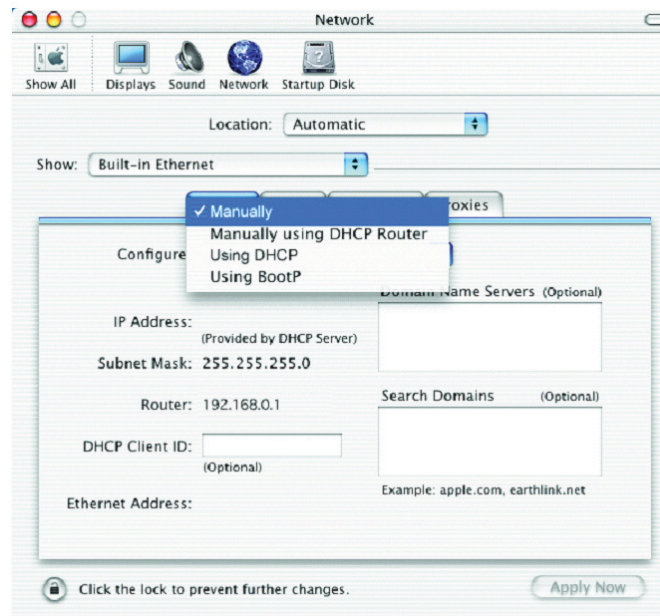 Network
Show All Displays Sound Network Startup Disk
Location: Automatic
Show: Built-in Ethernet
✓ Manually
Manually using DHCP Router
Using DHCP
Using BootP
Configure
IP Address:
(Provided by DHCP Server)
Subnet Mask: 255.255.255.0
Router: 192.168.0.1
DHCP Client ID:
(Optional)
Ethernet Address:
Domain Name Servers (Optional)
Search Domains (Optional)
Example: apple.com, earthlink.net
Click the lock to prevent further changes.
Apply Now